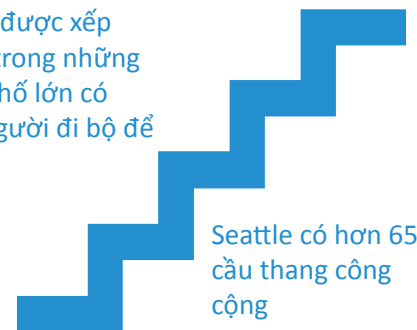 được xếp
trong những
hố lớn có
gười đi bộ để
Seattle có hơn 65
cầu thang công
cộng